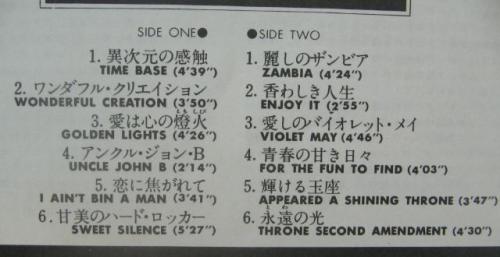 SIDE ONE●
1. 異次元の感触
TIME BASE (4'39")
2. ワンダフル・クリエイション
WONDERFUL CREATION (3'50")
ともしび
3. 愛は心の燈火
GOLDEN LIGHTS (4'26")
4. アンクル・ジョン・B
UNCLE JOHN B (2'14")
5. 恋に焦がれて
I AIN'T BIN A MAN (3'41")
6. 甘美のハード・ロッカー
SWEET SILENCE (5'27")
●SIDE TWO
1. 麗しのザンビア
ZAMBIA (4'24")
2. 香わしき人生
ENJOY IT (2'55")
3. 愛しのバイオレット・メイ
VIOLET MAY (3'46")
4. 青春の甘き日々
FOR THE FUN TO FIND (4'03")
5. 輝ける玉座
APPEARED A SHINING THRONE (3'47")
とわ
6. 永遠の光
THRONE SECOND AMENDMENT (4'30")